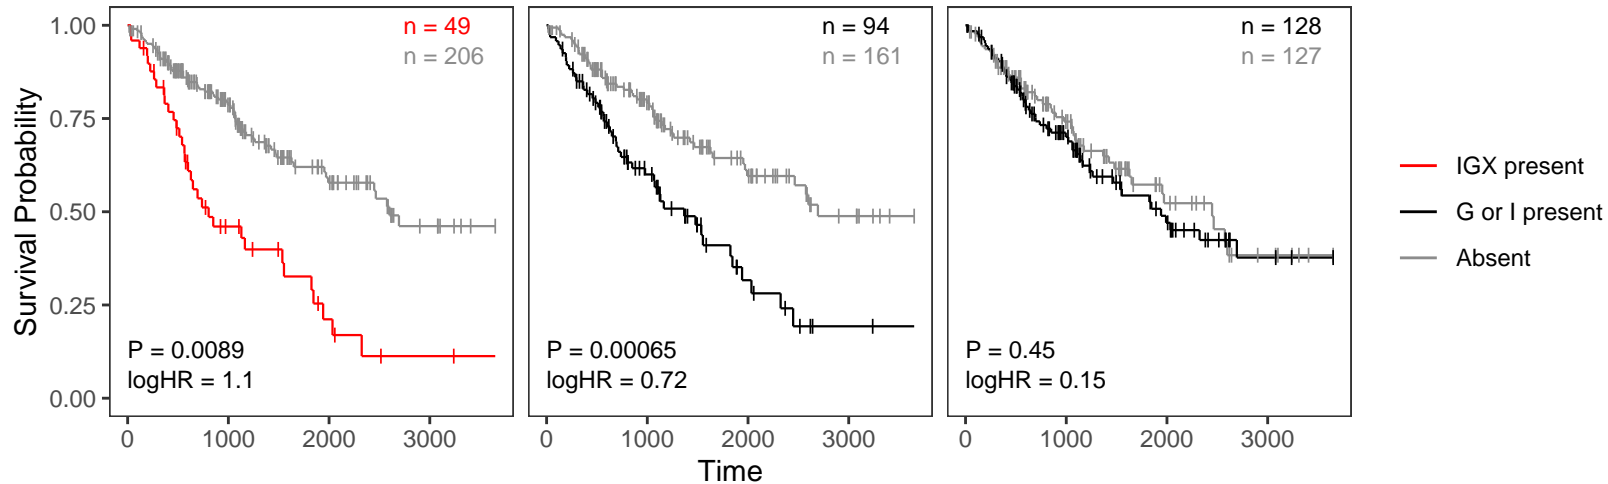 Survival Probability
1.00
0.75
0.50
0.25
0.00
n = 49
n = 206
P = 0.0089
logHR = 1.1
0 1000 2000 3000
n = 94
n = 161
P = 0.00065
logHR = 0.72
0 1000 2000 3000
n = 128
n = 127
P = 0.45
logHR = 0.15
0 1000 2000 3000
Time
IGX present
G or I present
Absent